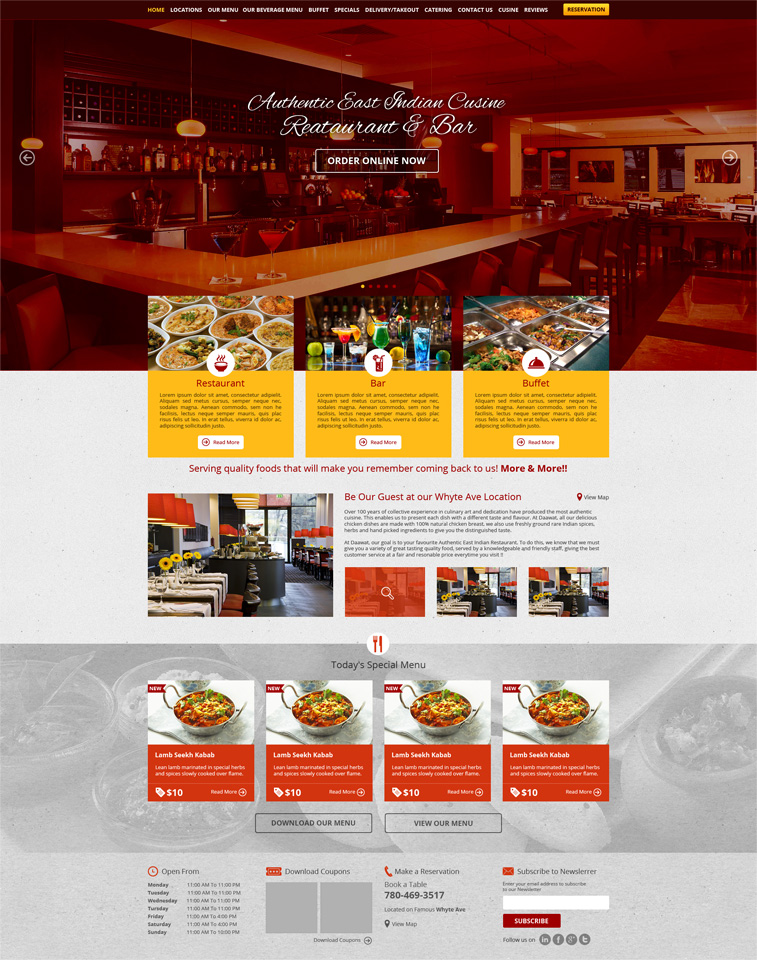 HOME LOCATIONS OUR MENU OUR BEVERAGE MENU BUFFET SPECIALS DELIVERY/TAKEOUT CATERING CONTACT US CUSINE REVIEWS RESERVATION
Authentic East Indian Cusine
Reataurant & Bar
ORDER ONLINE NOW
Restaurant
Lorem ipsum dolor sit amet, consectetur adipelit.
Aliquam sed metus cursus, semper neque nec,
sodales magna. Aenean commodo, sem non he
facilisis, lectus neque semper mauris, quis plac
risus felis ut leo. In erat tellus, viverra id dolor ac,
adipiscing sollicitudin justo.
Read More
Bar
Lorem ipsum dolor sit amet, consectetur adipelit.
Aliquam sed metus cursus, semper neque nec,
sodales magna. Aenean commodo, sem non he
facilisis, lectus neque semper mauris, quis plac
risus felis ut leo. In erat tellus, viverra id dolor ac,
adipiscing sollicitudin justo.
Read More
Buffet
Lorem ipsum dolor sit amet, consectetur adipelit.
Aliquam sed metus cursus, semper neque nec,
sodales magna. Aenean commodo, sem non he
facilisis, lectus neque semper mauris, quis plac
risus felis ut leo. In erat tellus, viverra id dolor ac,
adipiscing sollicitudin justo.
Read More
Serving quality foods that will make you remember coming back to us! More & More!!
Be Our Guest at our Whyte Ave Location
View Map
Over 100 years of collective experience in culinary art and dedication have produced the most authentic
cuisine. This enables us to present each dish with a different taste and flavour. At Daawat, all our delicious
chicken dishes are made with 100% natural chicken breast, we also use freshly ground rare Indian spices,
herbs and hand picked ingredients to give you the distinguished taste.
At Daawat, our goal is to your favourite Authentic East Indian Restaurant. To do this, we know that we must
give you a variety of great tasting quality food, served by a knowledgeable and friendly staff, giving the best
customer service at a fair and resonable price everytime you visit !!
Today's Special Menu
NEW
Lamb Seekh Kabab
Lean lamb marinated in special herbs
and spices slowly cooked over flame.
$10 Read More
NEW
Lamb Seekh Kabab
Lean lamb marinated in special herbs
and spices slowly cooked over flame.
$10 Read More
NEW
Lamb Seekh Kabab
Lean lamb marinated in special herbs
and spices slowly cooked over flame.
$10 Read More
NEW
Lamb Seekh Kabab
Lean lamb marinated in special herbs
and spices slowly cooked over flame.
$10 Read More
DOWNLOAD OUR MENU
VIEW OUR MENU
Open From
Monday 11:00 AM To 11:00 PM
Tuesday 11:00 AM To 11:00 PM
Wednesday 11:00 AM To 11:00 PM
Turday 11:00 AM To 11:00 PM
Friday 11:00 AM To 4:00 PM
Saturday 11:00 AM To 4:00 PM
Sunday 11:00 AM To 10:00 PM
Download Coupons
Download Coupons
Make a Reservation
Book a Table
780-469-3517
Located on Famous Whyte Ave
View Map
Subscribe to Newslerrer
Enter your email address to subscribe
to our Newsletter
SUBSCRIBE
Follow us on